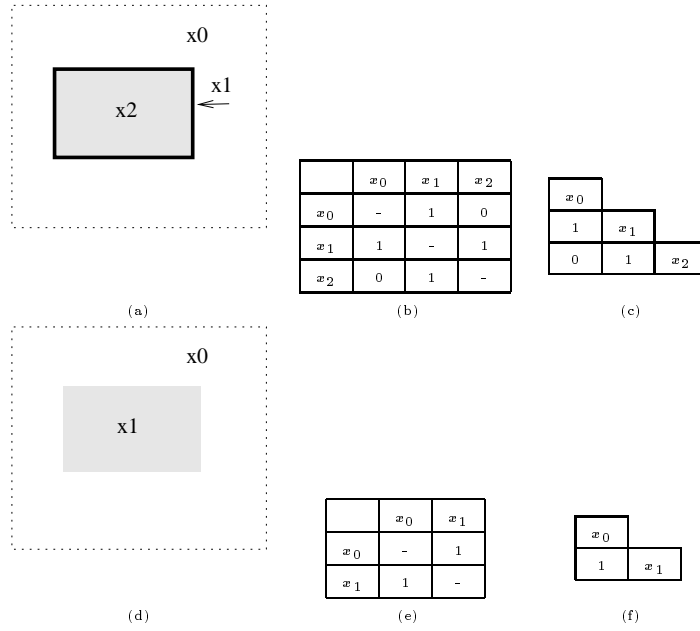 x0
x1
x2
x0 x1 x2
x0 - 1 0
x1 1 - 1
x2 0 1 -
x0
1 x1
0 1 x2
(a) (b) (c)
x0
x1
x0 x1
x0 - 1
x1 1 -
x0
1 x1
(d) (e) (f)